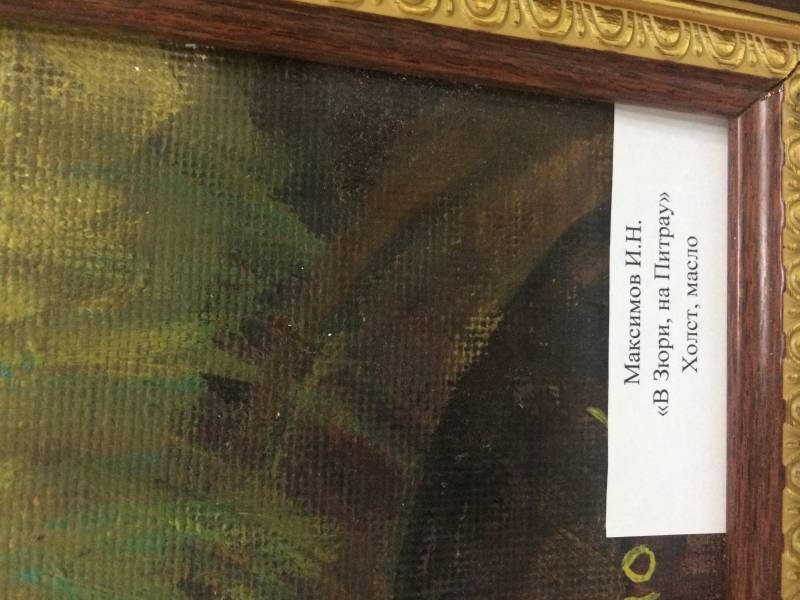 Максимов И.Н.
«В Зюри, на Питрау»
Холст, масло